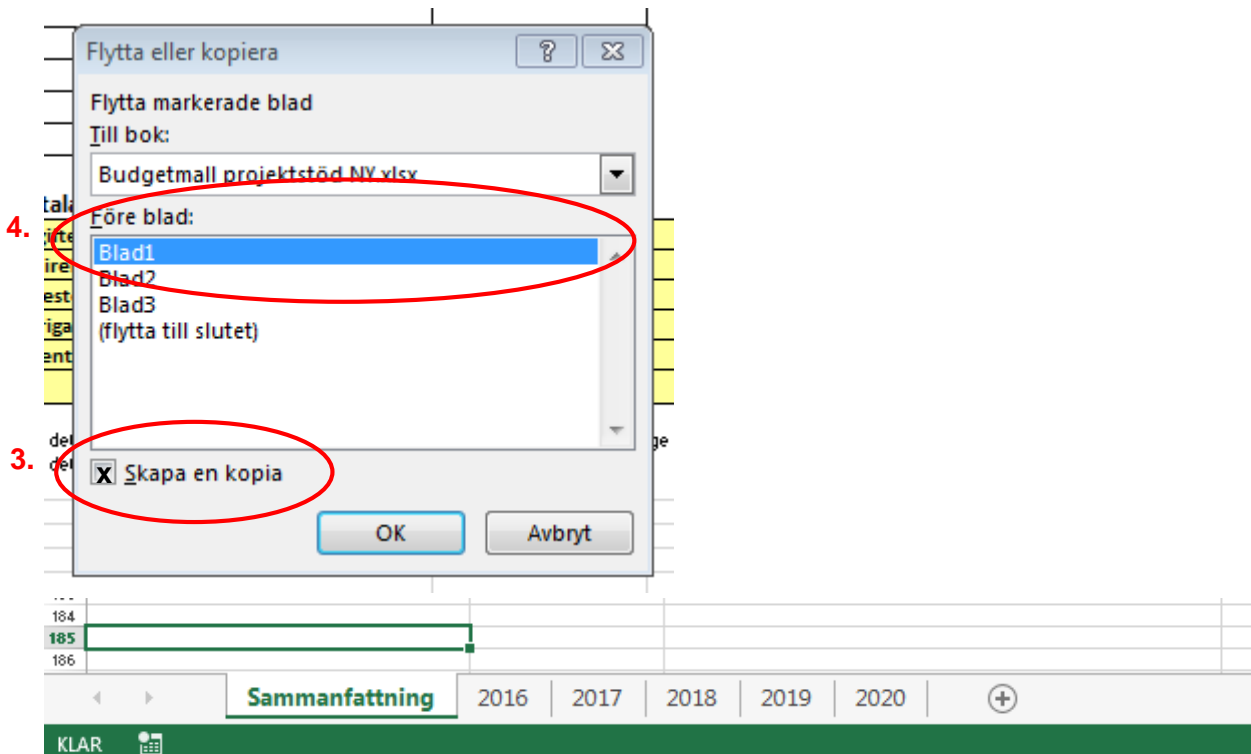 Flytta eller kopiera
Flytta markerade blad
Till bok:
Budgetmall projektstöd NY.xlsx
4.
Före blad:
Blad1
Blad2
Blad3
(flytta till slutet)
3.
x Skapa en kopia
OK Avbryt
184
185
186
Sammanfattning 2016 2017 2018 2019 2020
KLAR